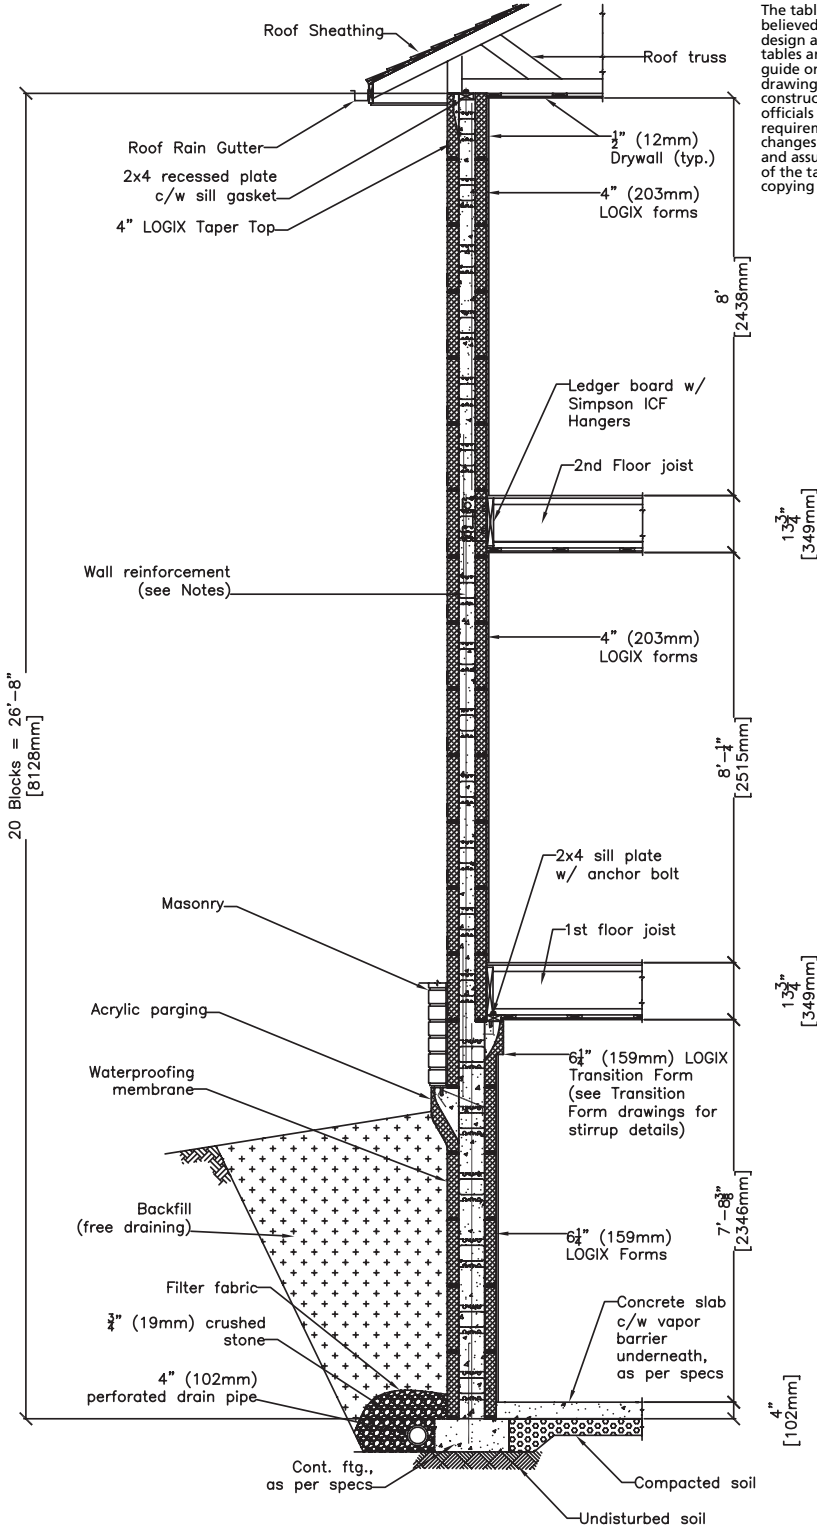 The tabl
believed
design a
tables ar
guide or
drawing
construc
officials
requirem
changes
and assu
of the ta
copying
Roof Sheathing
Roof truss
Roof Rain Gutter
2x4 recessed plate
c/w sill gasket
4" LOGIX Taper Top
1/2" (12mm)
Drywall (typ.)
4" (203mm)
LOGIX forms
8'
[2438mm]
Ledger board w/
Simpson ICF
Hangers
2nd Floor joist
13 3/4"
[349mm]
Wall reinforcement
(see Notes)
4" (203mm)
LOGIX forms
20 Blocks = 26'-8"
[8128mm]
8'-1/4"
[2515mm]
2x4 sill plate
w/ anchor bolt
Masonry
1st floor joist
13 3/4"
[349mm]
Acrylic parging
Waterproofing
membrane
6 1/4" (159mm) LOGIX
Transition Form
(see Transition
Form drawings for
stirrup details)
Backfill
(free draining)
7'-8 3/8"
[2346mm]
6 1/4" (159mm)
LOGIX Forms
Filter fabric
3/4" (19mm) crushed
stone
4" (102mm)
perforated drain pipe
Concrete slab
c/w vapor
barrier
underneath,
as per specs
4"
[102mm]
Cont. ftg.,
as per specs
Compacted soil
Undisturbed soil